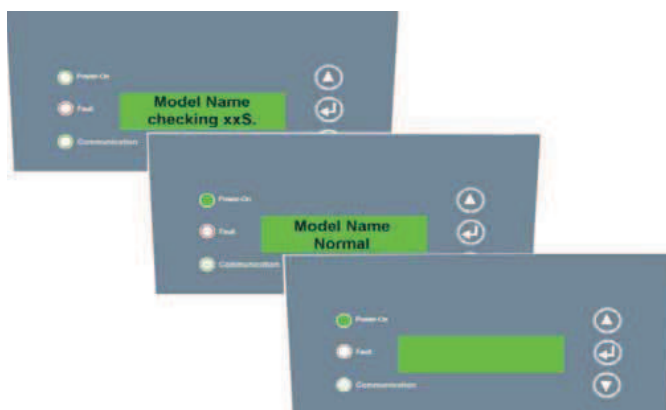 Power-On
Fault
Model Name
checking xxS.
Communication
Power-On
Fault
Model Name
Normal
Communication
Power-On
Fault
Communication